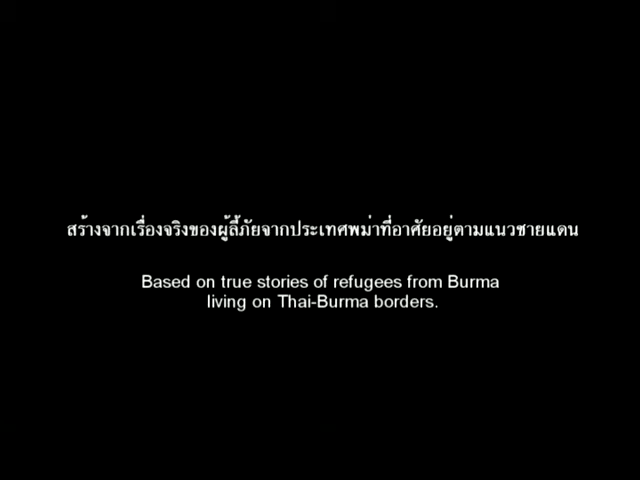 สร้างจากเรื่องจริงของผู้ลี้ภัยจากประเทศพม่าที่อาศัยอยู่ตามแนวชายแดน
Based on true stories of refugees from Burma
living on Thai-Burma borders.